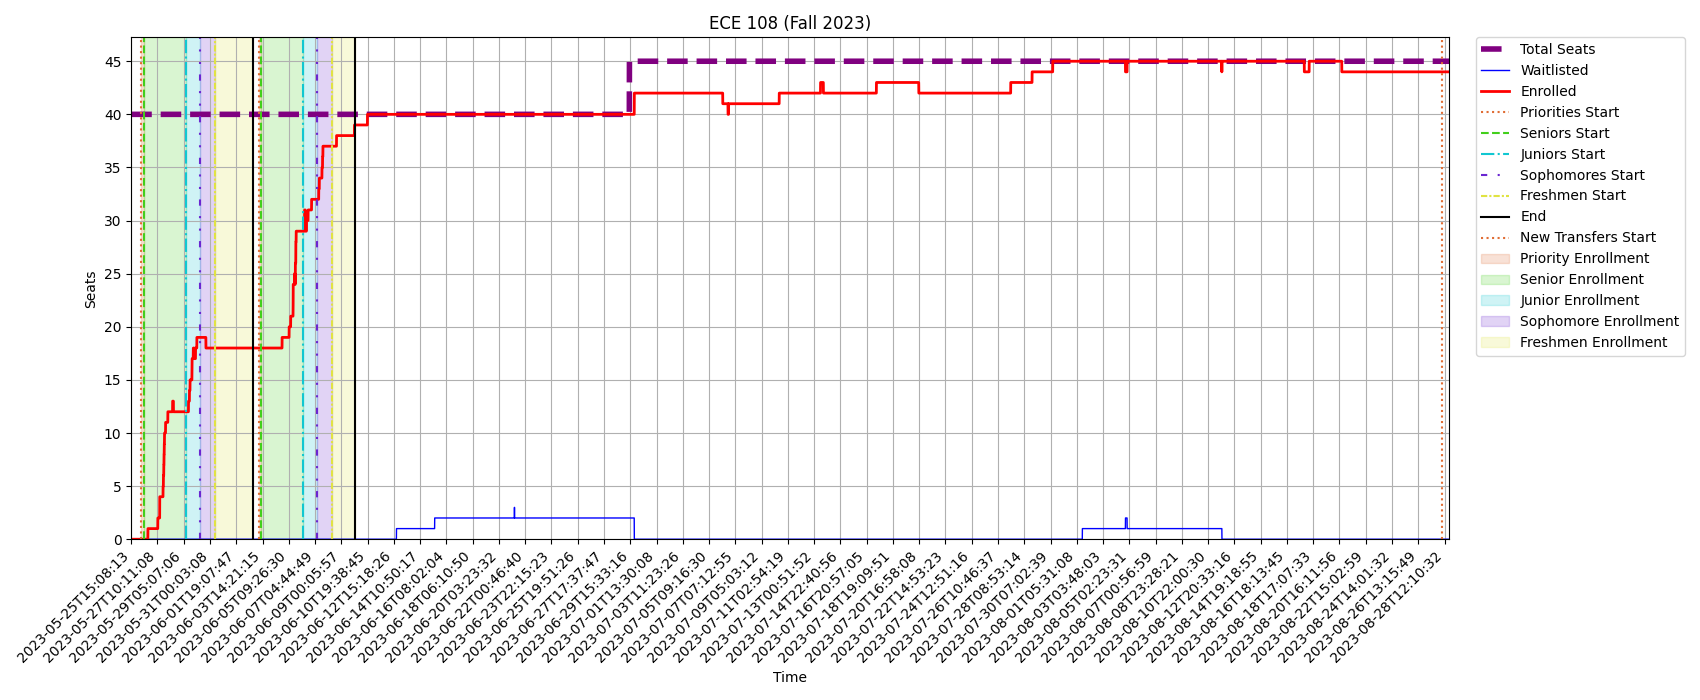 ECE 108 (Fall 2023)
Seats
45
40
35
30
25
20
15
10
5
0
2023-05-25T15:08:13
2023-05-27T10:11:08
2023-05-29T05:07:06
2023-05-31T00:03:08
2023-06-01T19:07:47
2023-06-03T14:21:15
2023-06-05T09:26:30
2023-06-07T04:44:49
2023-06-09T00:05:57
2023-06-10T19:38:45
2023-06-12T15:18:26
2023-06-14T10:50:17
2023-06-16T08:02:04
2023-06-18T06:10:50
2023-06-20T03:23:32
2023-06-22T00:46:40
2023-06-23T22:15:23
2023-06-25T19:51:26
2023-06-27T17:37:47
2023-06-29T15:33:16
2023-07-01T13:30:08
2023-07-03T11:23:26
2023-07-05T09:16:30
2023-07-07T07:12:55
2023-07-09T05:03:12
2023-07-11T02:54:19
2023-07-13T00:51:52
2023-07-14T22:40:56
2023-07-16T20:57:05
2023-07-18T19:09:51
2023-07-20T16:58:08
2023-07-22T14:53:23
2023-07-24T12:51:16
2023-07-26T10:46:37
2023-07-28T08:53:14
2023-07-30T07:02:39
2023-08-01T05:31:08
2023-08-03T03:48:03
2023-08-05T02:23:31
2023-08-07T00:56:59
2023-08-08T23:28:21
2023-08-10T22:00:30
2023-08-12T20:33:16
2023-08-14T19:18:55
2023-08-16T18:13:45
2023-08-18T17:07:33
2023-08-20T16:11:56
2023-08-22T15:02:59
2023-08-24T14:01:32
2023-08-26T13:15:49
2023-08-28T12:10:32
Time
Total Seats
Waitlisted
Enrolled
Priorities Start
Seniors Start
Juniors Start
Sophomores Start
Freshmen Start
End
New Transfers Start
Priority Enrollment
Senior Enrollment
Junior Enrollment
Sophomore Enrollment
Freshmen Enrollment